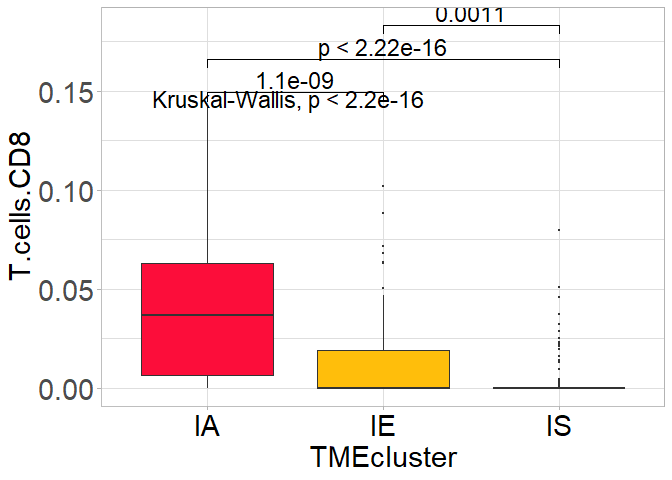 0.0011
p < 2.22e-16
1.1e-09
Kruskal-Wallis, p < 2.2e-16
T.cells.CD8
0.15
0.10
0.05
0.00
IA IE IS
TMEcluster